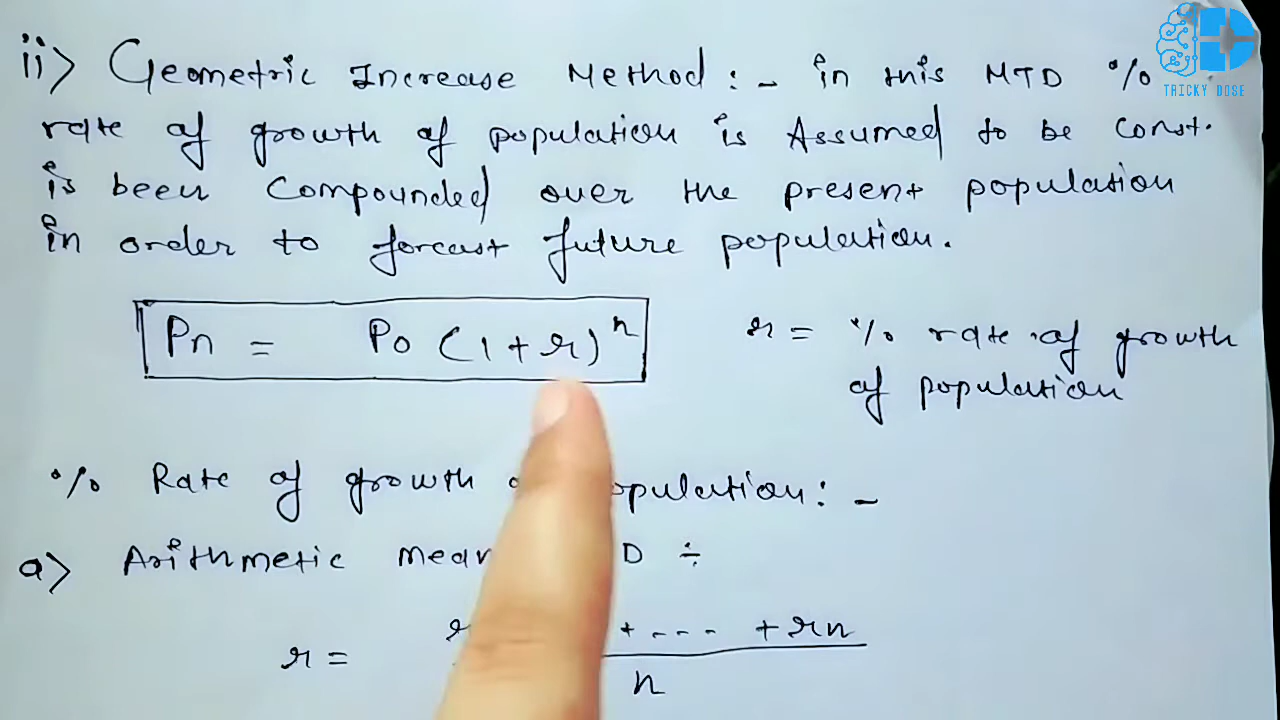 ii> Geometric Increase Method :- in this MTD %
rate of growth of population is Assumed to be const.
is been compounded over the present population
in order to forcast future population.
Pn = Po (1+r)^n
r = % rate of growth
of population
% Rate of growth opulation :-
a> Arithmetic mean D ÷
r = r + --- + rn
n
TRICKY DOSE